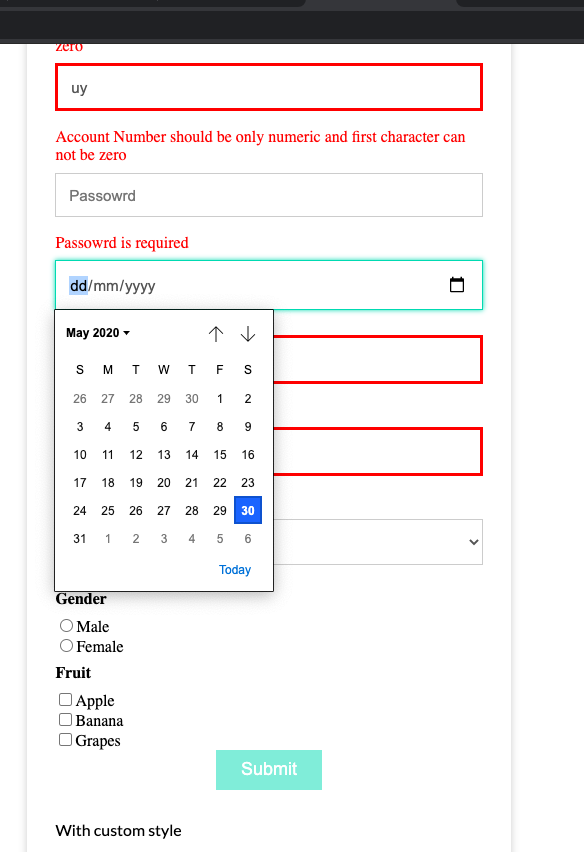 zero
uy
Account Number should be only numeric and first character can
not be zero
Passowrd
Passowrd is required
dd/mm/yyyy
May 2020
S M T W T F S
26 27 28 29 30 1 2
3 4 5 6 7 8 9
10 11 12 13 14 15 16
17 18 19 20 21 22 23
24 25 26 27 28 29 30
31 1 2 3 4 5 6
Today
Gender
Male
Female
Fruit
Apple
Banana
Grapes
Submit
With custom style